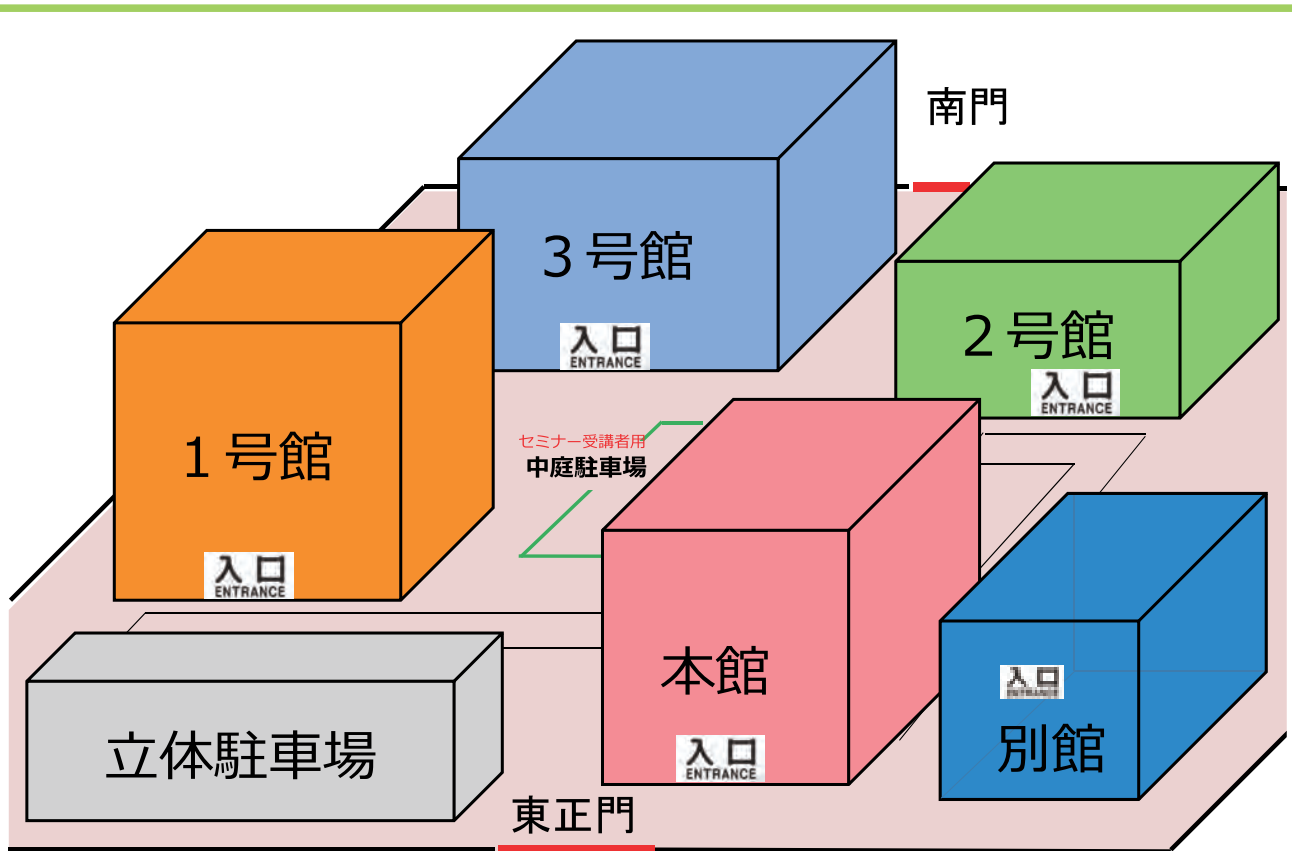 南門
３号館
入口
ENTRANCE
２号館
入口
ENTRANCE
１号館
入口
ENTRANCE
セミナー受講者用
中庭駐車場
本館
入口
ENTRANCE
別館
入口
ENTRANCE
立体駐車場
東正門